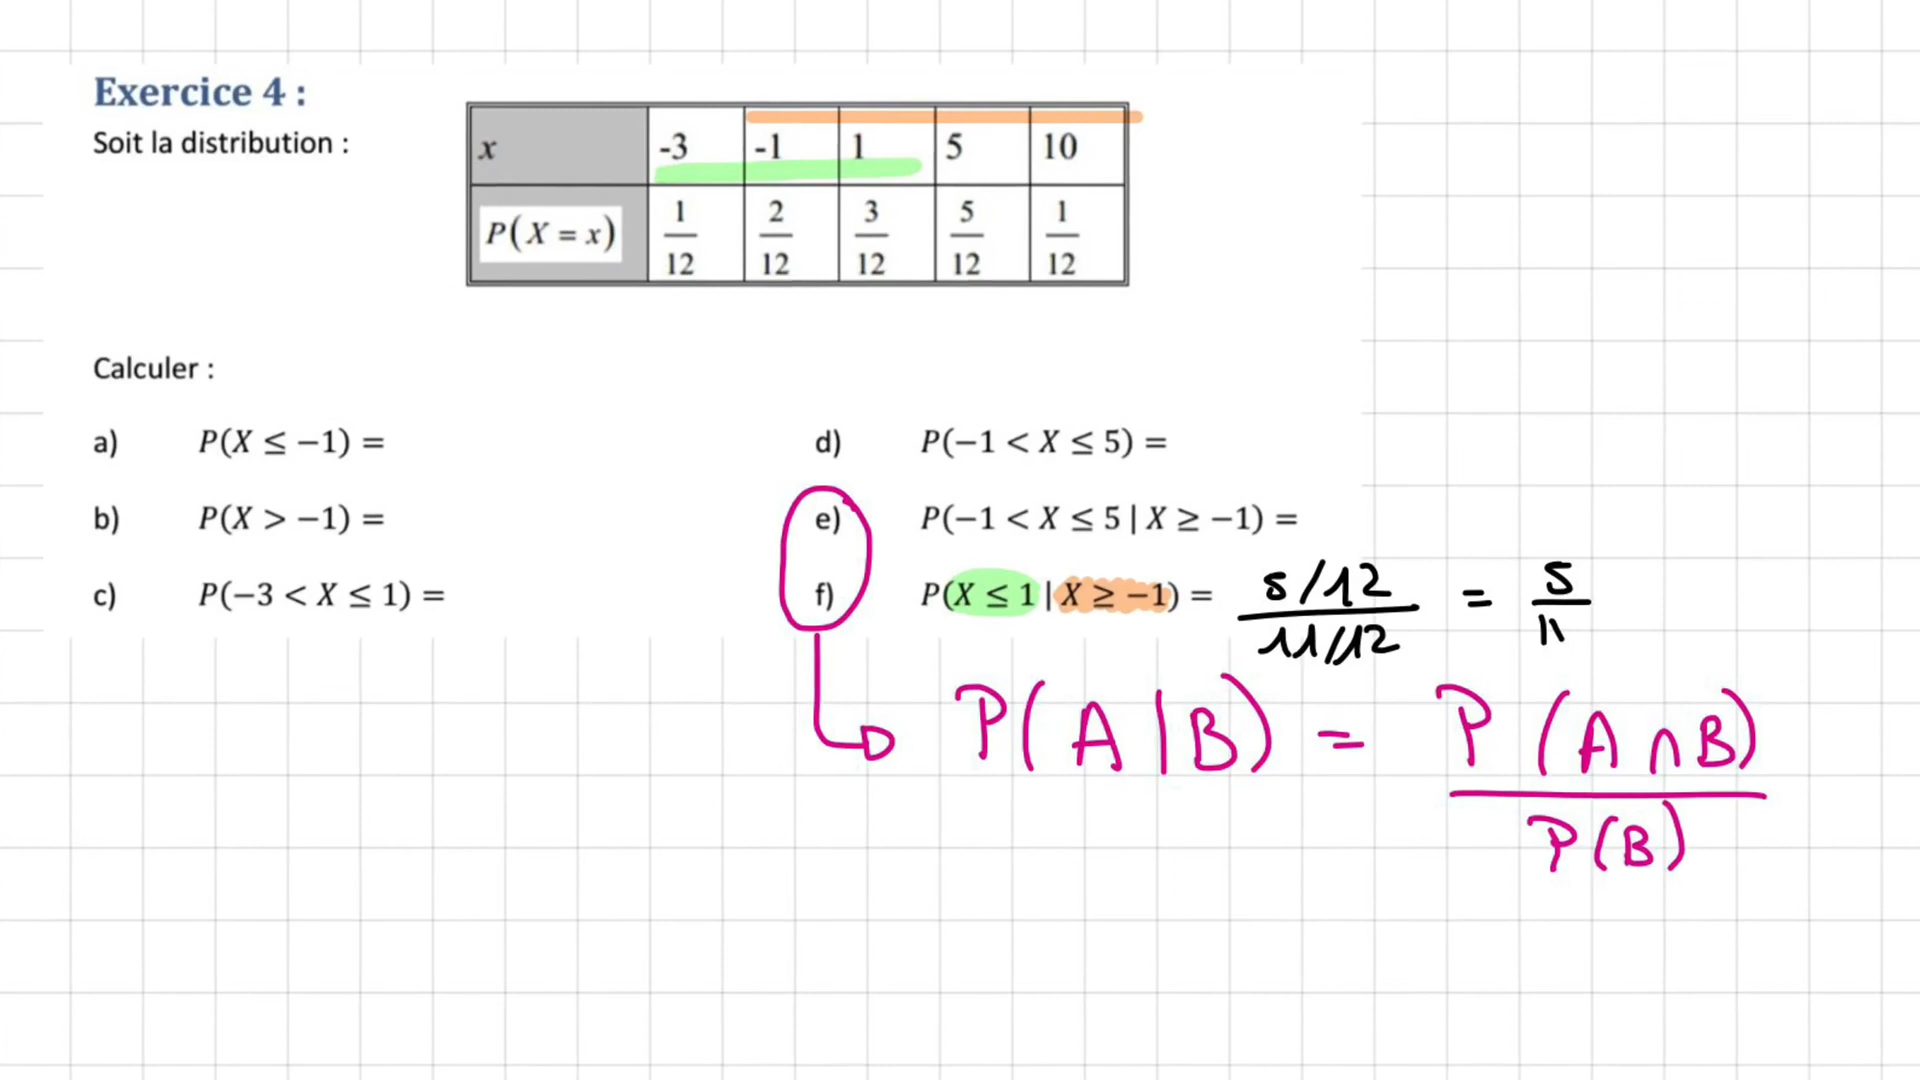 Exercice 4 :
Soit la distribution :
x -3 -1 1 5 10
P(X = x) 1/12 2/12 3/12 5/12 1/12
Calculer :
a) P(X ≤ −1) =
b) P(X > −1) =
c) P(−3 < X ≤ 1) =
d) P(−1 < X ≤ 5) =
e) P(−1 < X ≤ 5 | X ≥ −1) =
f) P(X ≤ 1 | X ≥ −1) = (5/12)/(11/12) = 5/11
P(A|B) = P(A∩B)/P(B)